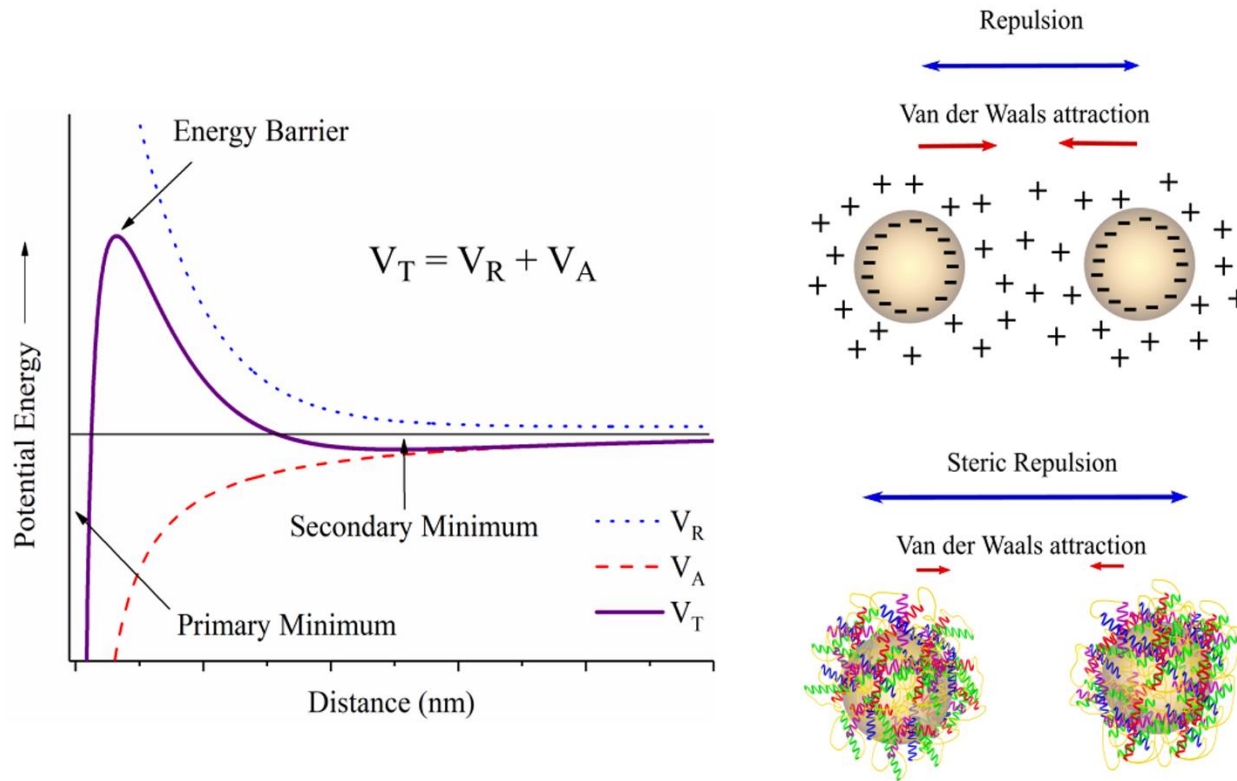 Potential Energy
Energy Barrier
V_T = V_R + V_A
Secondary Minimum
Primary Minimum
V_R
V_A
V_T
Distance (nm)
Repulsion
Van der Waals attraction
+ + + + + + + + + + + + + + + + + + + + + + + + + + + + + + + + + +
− − − − − − − − − − − − − − − −
− − − − − − − − − − − − − − − −
Steric Repulsion
Van der Waals attraction